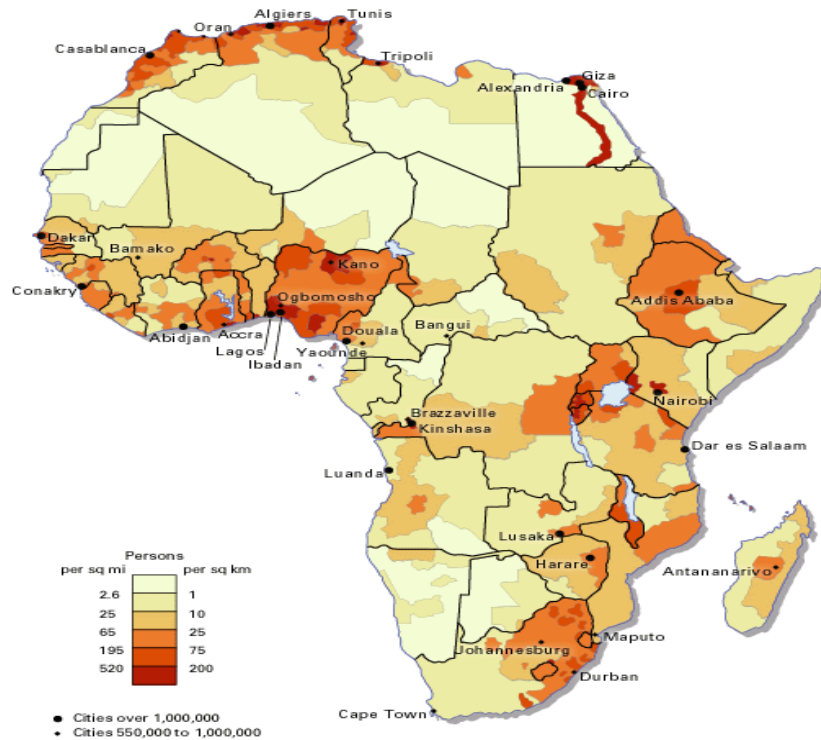 Algiers
Tunis
Oran
Casablanca
Tripoli
Giza
Alexandria
Cairo
Dakar
Bamako
Kano
Conakry
Ogbomosho
Addis Ababa
Douala
Bangui
Abidjan
Accra
Lagos
Yaounde
Ibadan
Nairobi
Brazzaville
Kinshasa
Dar es Salaam
Luanda
Lusaka
Harare
Antananarivo
Persons
per sq mi per sq km
2.6 1
25 10
65 25
195 75
520 200
Maputo
Johannesburg
Durban
Cape Town
Cities over 1,000,000
Cities 550,000 to 1,000,000